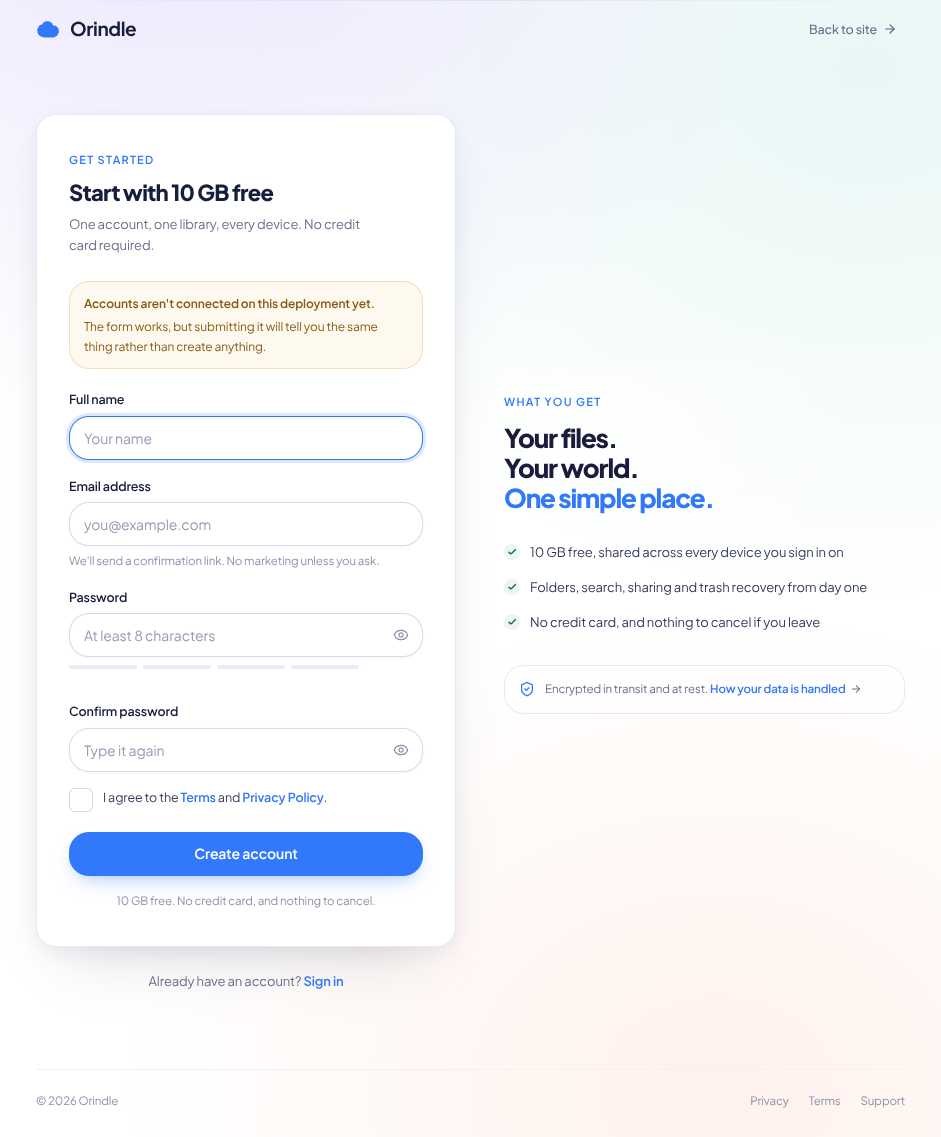 Orindle
Back to site
GET STARTED
Start with 10 GB free
One account, one library, every device. No credit
card required.
Accounts aren't connected on this deployment yet.
The form works, but submitting it will tell you the same
thing rather than create anything.
Full name
Your name
Email address
you@example.com
We'll send a confirmation link. No marketing unless you ask.
Password
At least 8 characters
Confirm password
Type it again
I agree to the Terms and Privacy Policy.
Create account
10 GB free. No credit card, and nothing to cancel.
Already have an account? Sign in
WHAT YOU GET
Your files.
Your world.
One simple place.
10 GB free, shared across every device you sign in on
Folders, search, sharing and trash recovery from day one
No credit card, and nothing to cancel if you leave
Encrypted in transit and at rest. How your data is handled
© 2026 Orindle
Privacy
Terms
Support